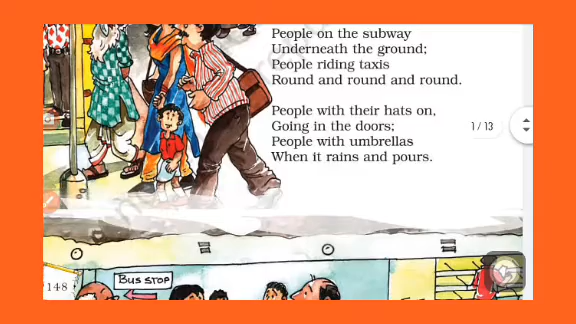 People on the subway
Underneath the ground;
People riding taxis
Round and round and round.
People with their hats on,
Going in the doors;
People with umbrellas
When it rains and pours.
1 / 13
BUS STOP
148